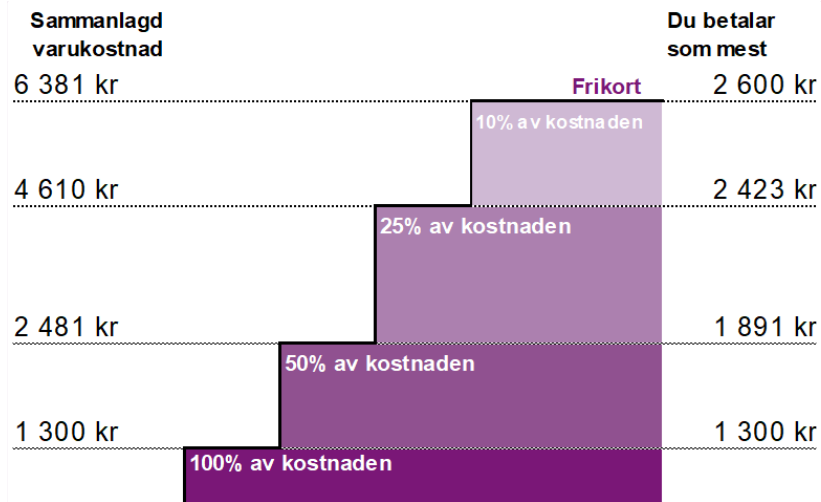 Sammanlagd
varukostnad
Du betalar
som mest
6 381 kr
Frikort
2 600 kr
10% av kostnaden
4 610 kr
2 423 kr
25% av kostnaden
2 481 kr
1 891 kr
50% av kostnaden
1 300 kr
1 300 kr
100% av kostnaden